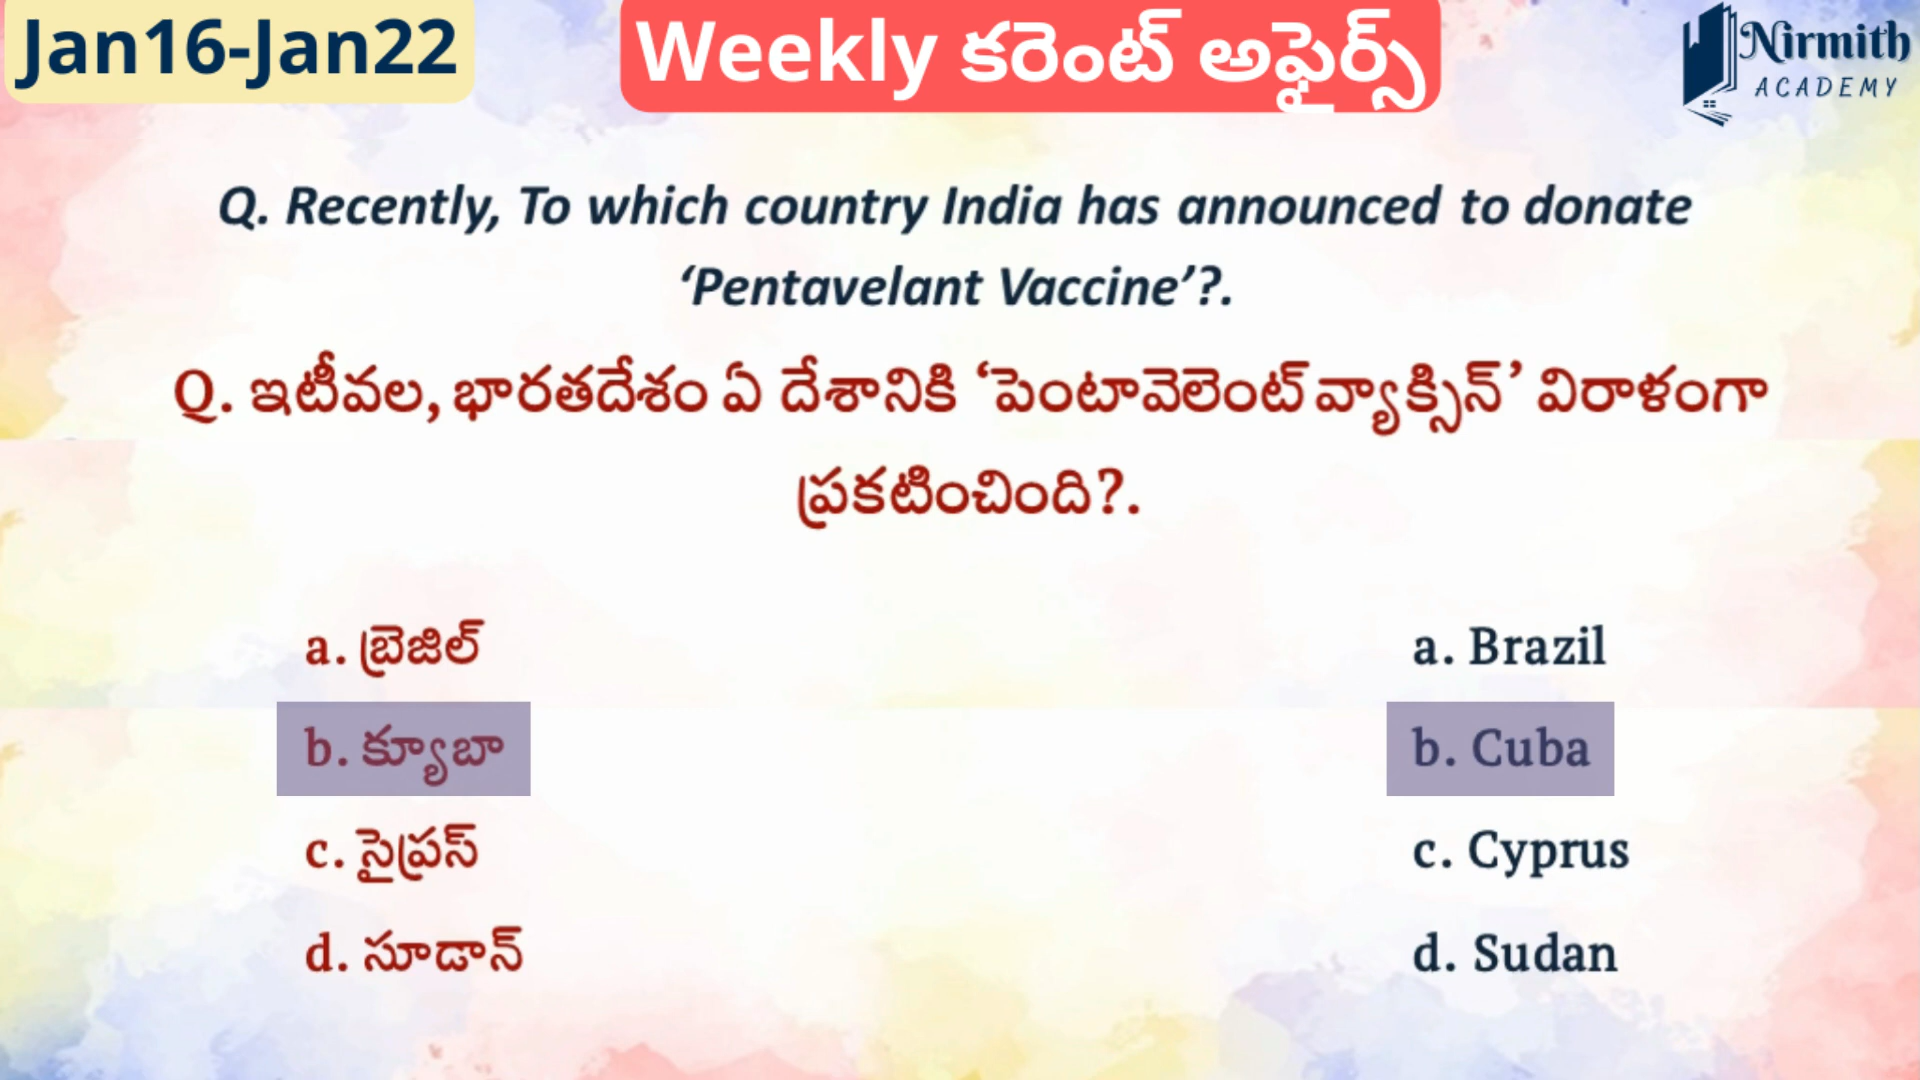 Jan16-Jan22
Weekly కరెంట్ అఫైర్స్
Nirmith
ACADEMY
Q. Recently, To which country India has announced to donate
‘Pentavelant Vaccine’?.
Q. ఇటీవల, భారతదేశం ఏ దేశానికి ‘పెంటావెలెంట్ వ్యాక్సిన్’ విరాళంగా
ప్రకటించింది?.
a. బ్రెజిల్
b. క్యూబా
c. సైప్రస్
d. సూడాన్
a. Brazil
b. Cuba
c. Cyprus
d. Sudan